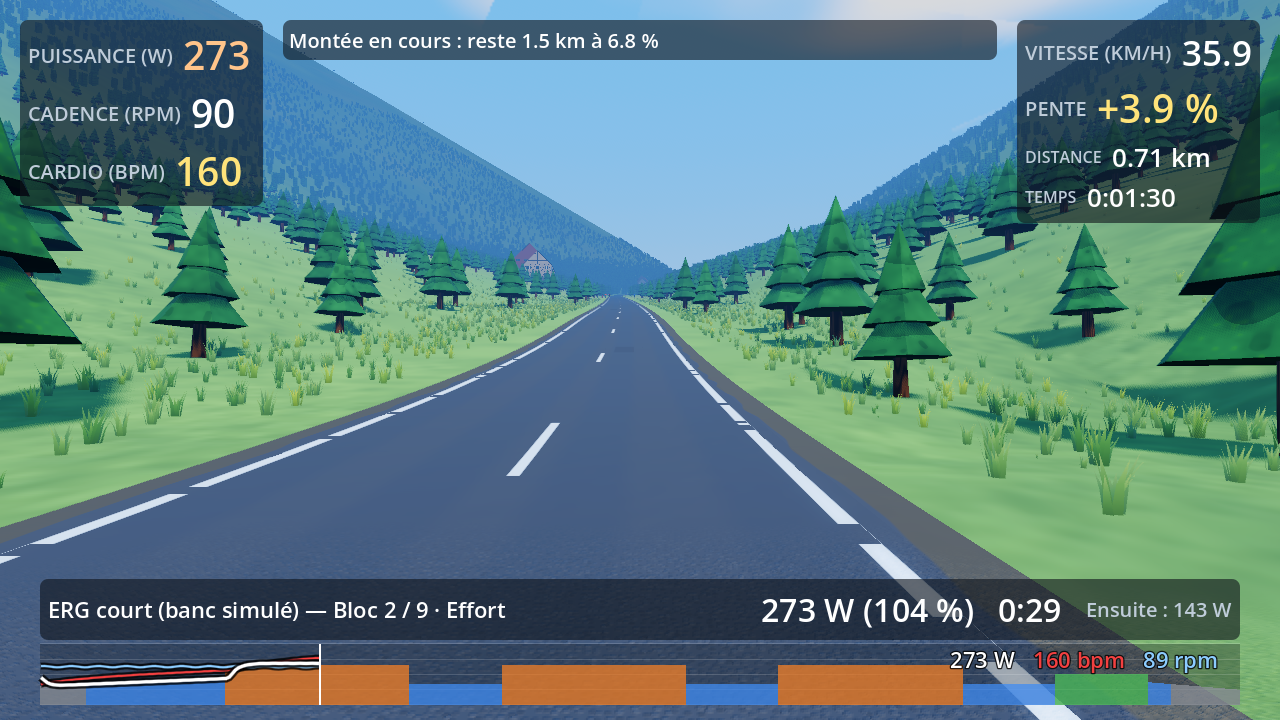 PUISSANCE (W) 273
CADENCE (RPM) 90
CARDIO (BPM) 160
Montée en cours : reste 1.5 km à 6.8 %
VITESSE (KM/H) 35.9
PENTE +3.9 %
DISTANCE 0.71 km
TEMPS 0:01:30
ERG court (banc simulé) — Bloc 2 / 9 · Effort 273 W (104 %) 0:29 Ensuite : 143 W
273 W 160 bpm 89 rpm